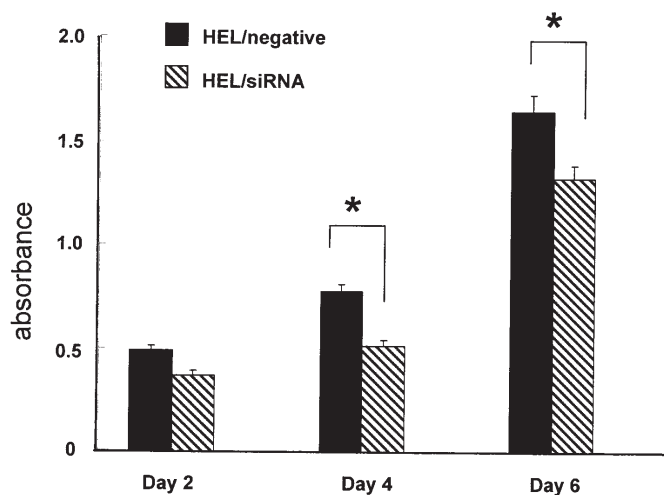 2.0
HEL/negative
HEL/siRNA
*
1.5
*
1.0
absorbance
0.5
0
Day 2
Day 4
Day 6